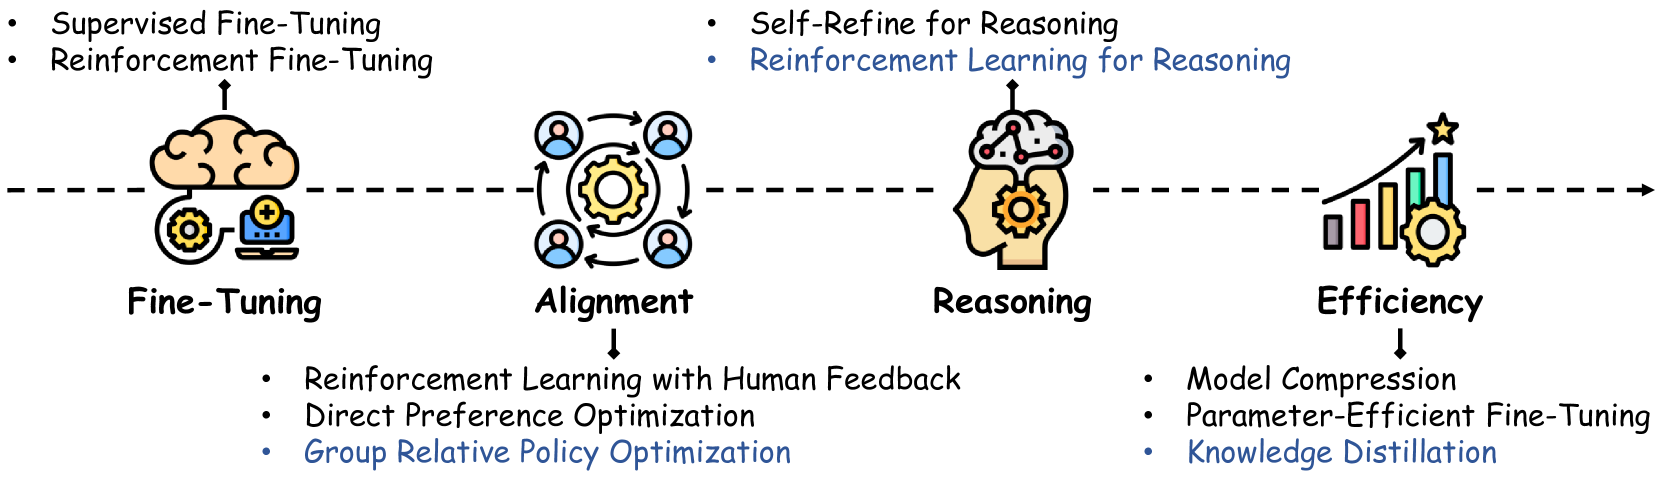 • Supervised Fine-Tuning
• Reinforcement Fine-Tuning
• Self-Refine for Reasoning
• Reinforcement Learning for Reasoning
Fine-Tuning
Alignment
Reasoning
Efficiency
• Reinforcement Learning with Human Feedback
• Direct Preference Optimization
• Group Relative Policy Optimization
• Model Compression
• Parameter-Efficient Fine-Tuning
• Knowledge Distillation